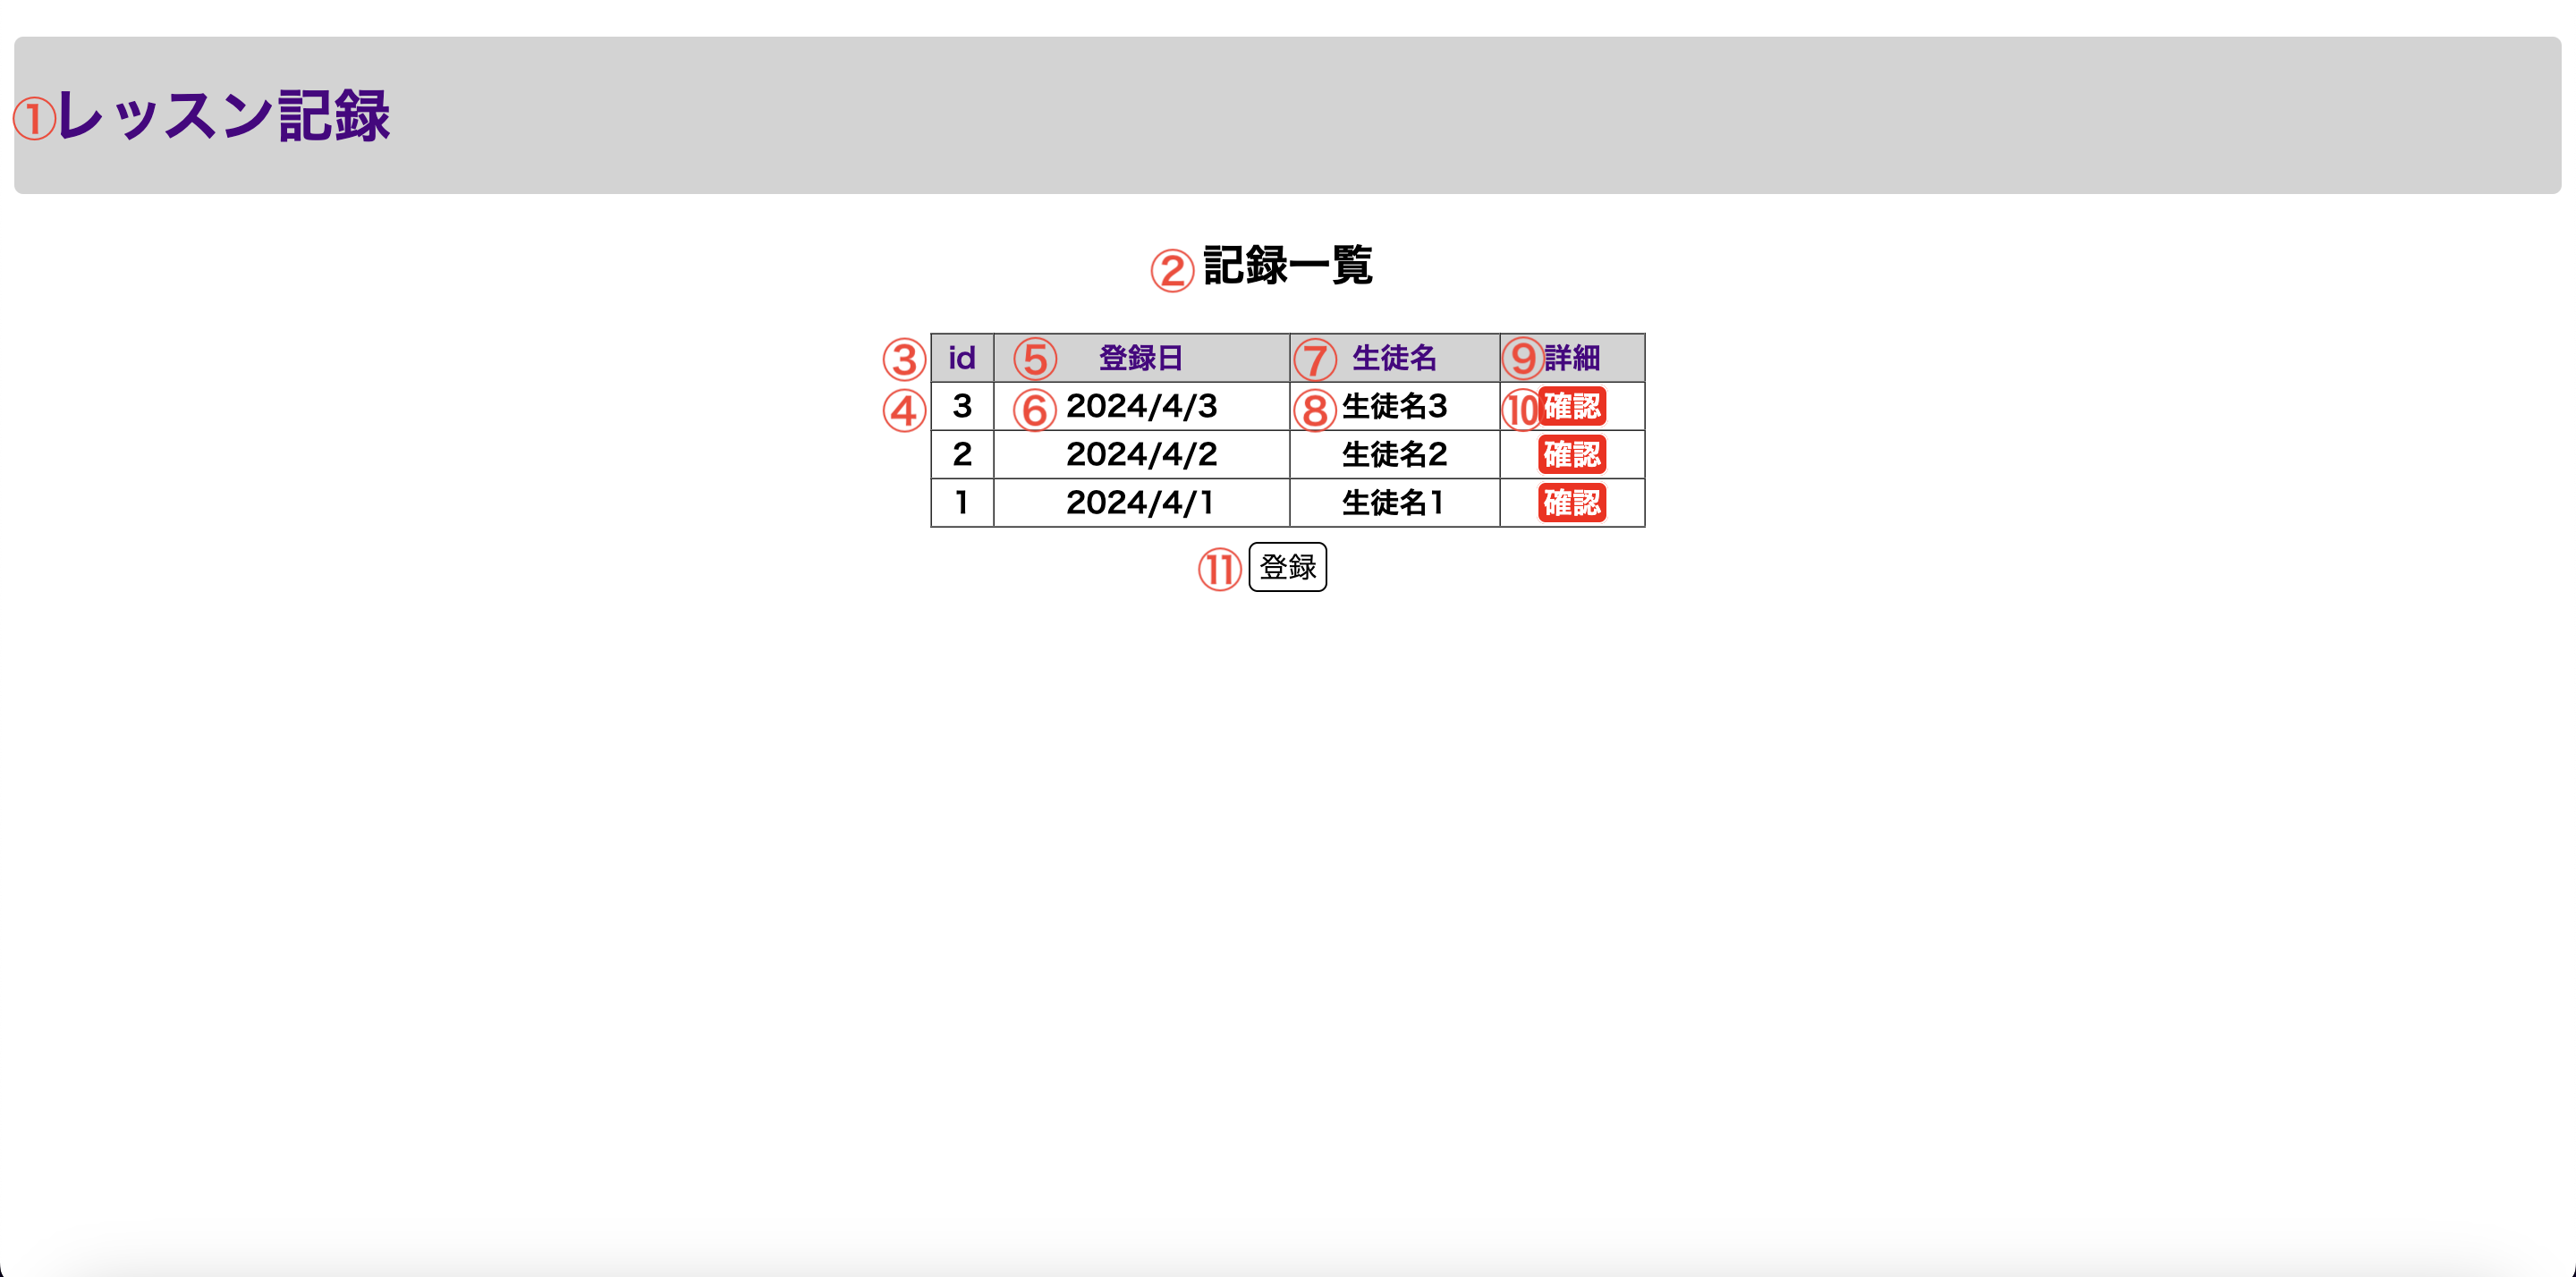 ①レッスン記録
②記録一覧
③ id ⑤ 登録日 ⑦ 生徒名 ⑨詳細
④ 3 ⑥ 2024/4/3 ⑧ 生徒名3 ⑩確認
2 2024/4/2 生徒名2 確認
1 2024/4/1 生徒名1 確認
⑪ 登録